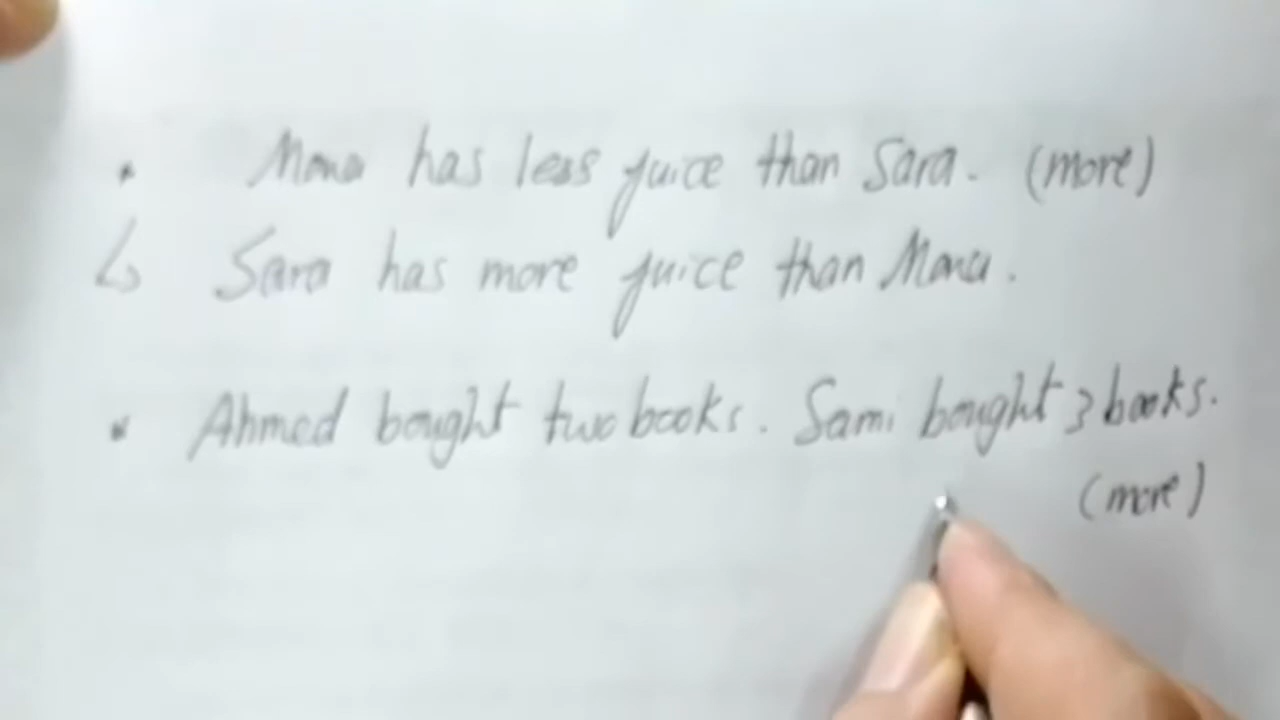 Mona has less juice than Sara. (more)
Sara has more juice than Mona.
Ahmed bought two books. Sami bought 3 books.
(more)